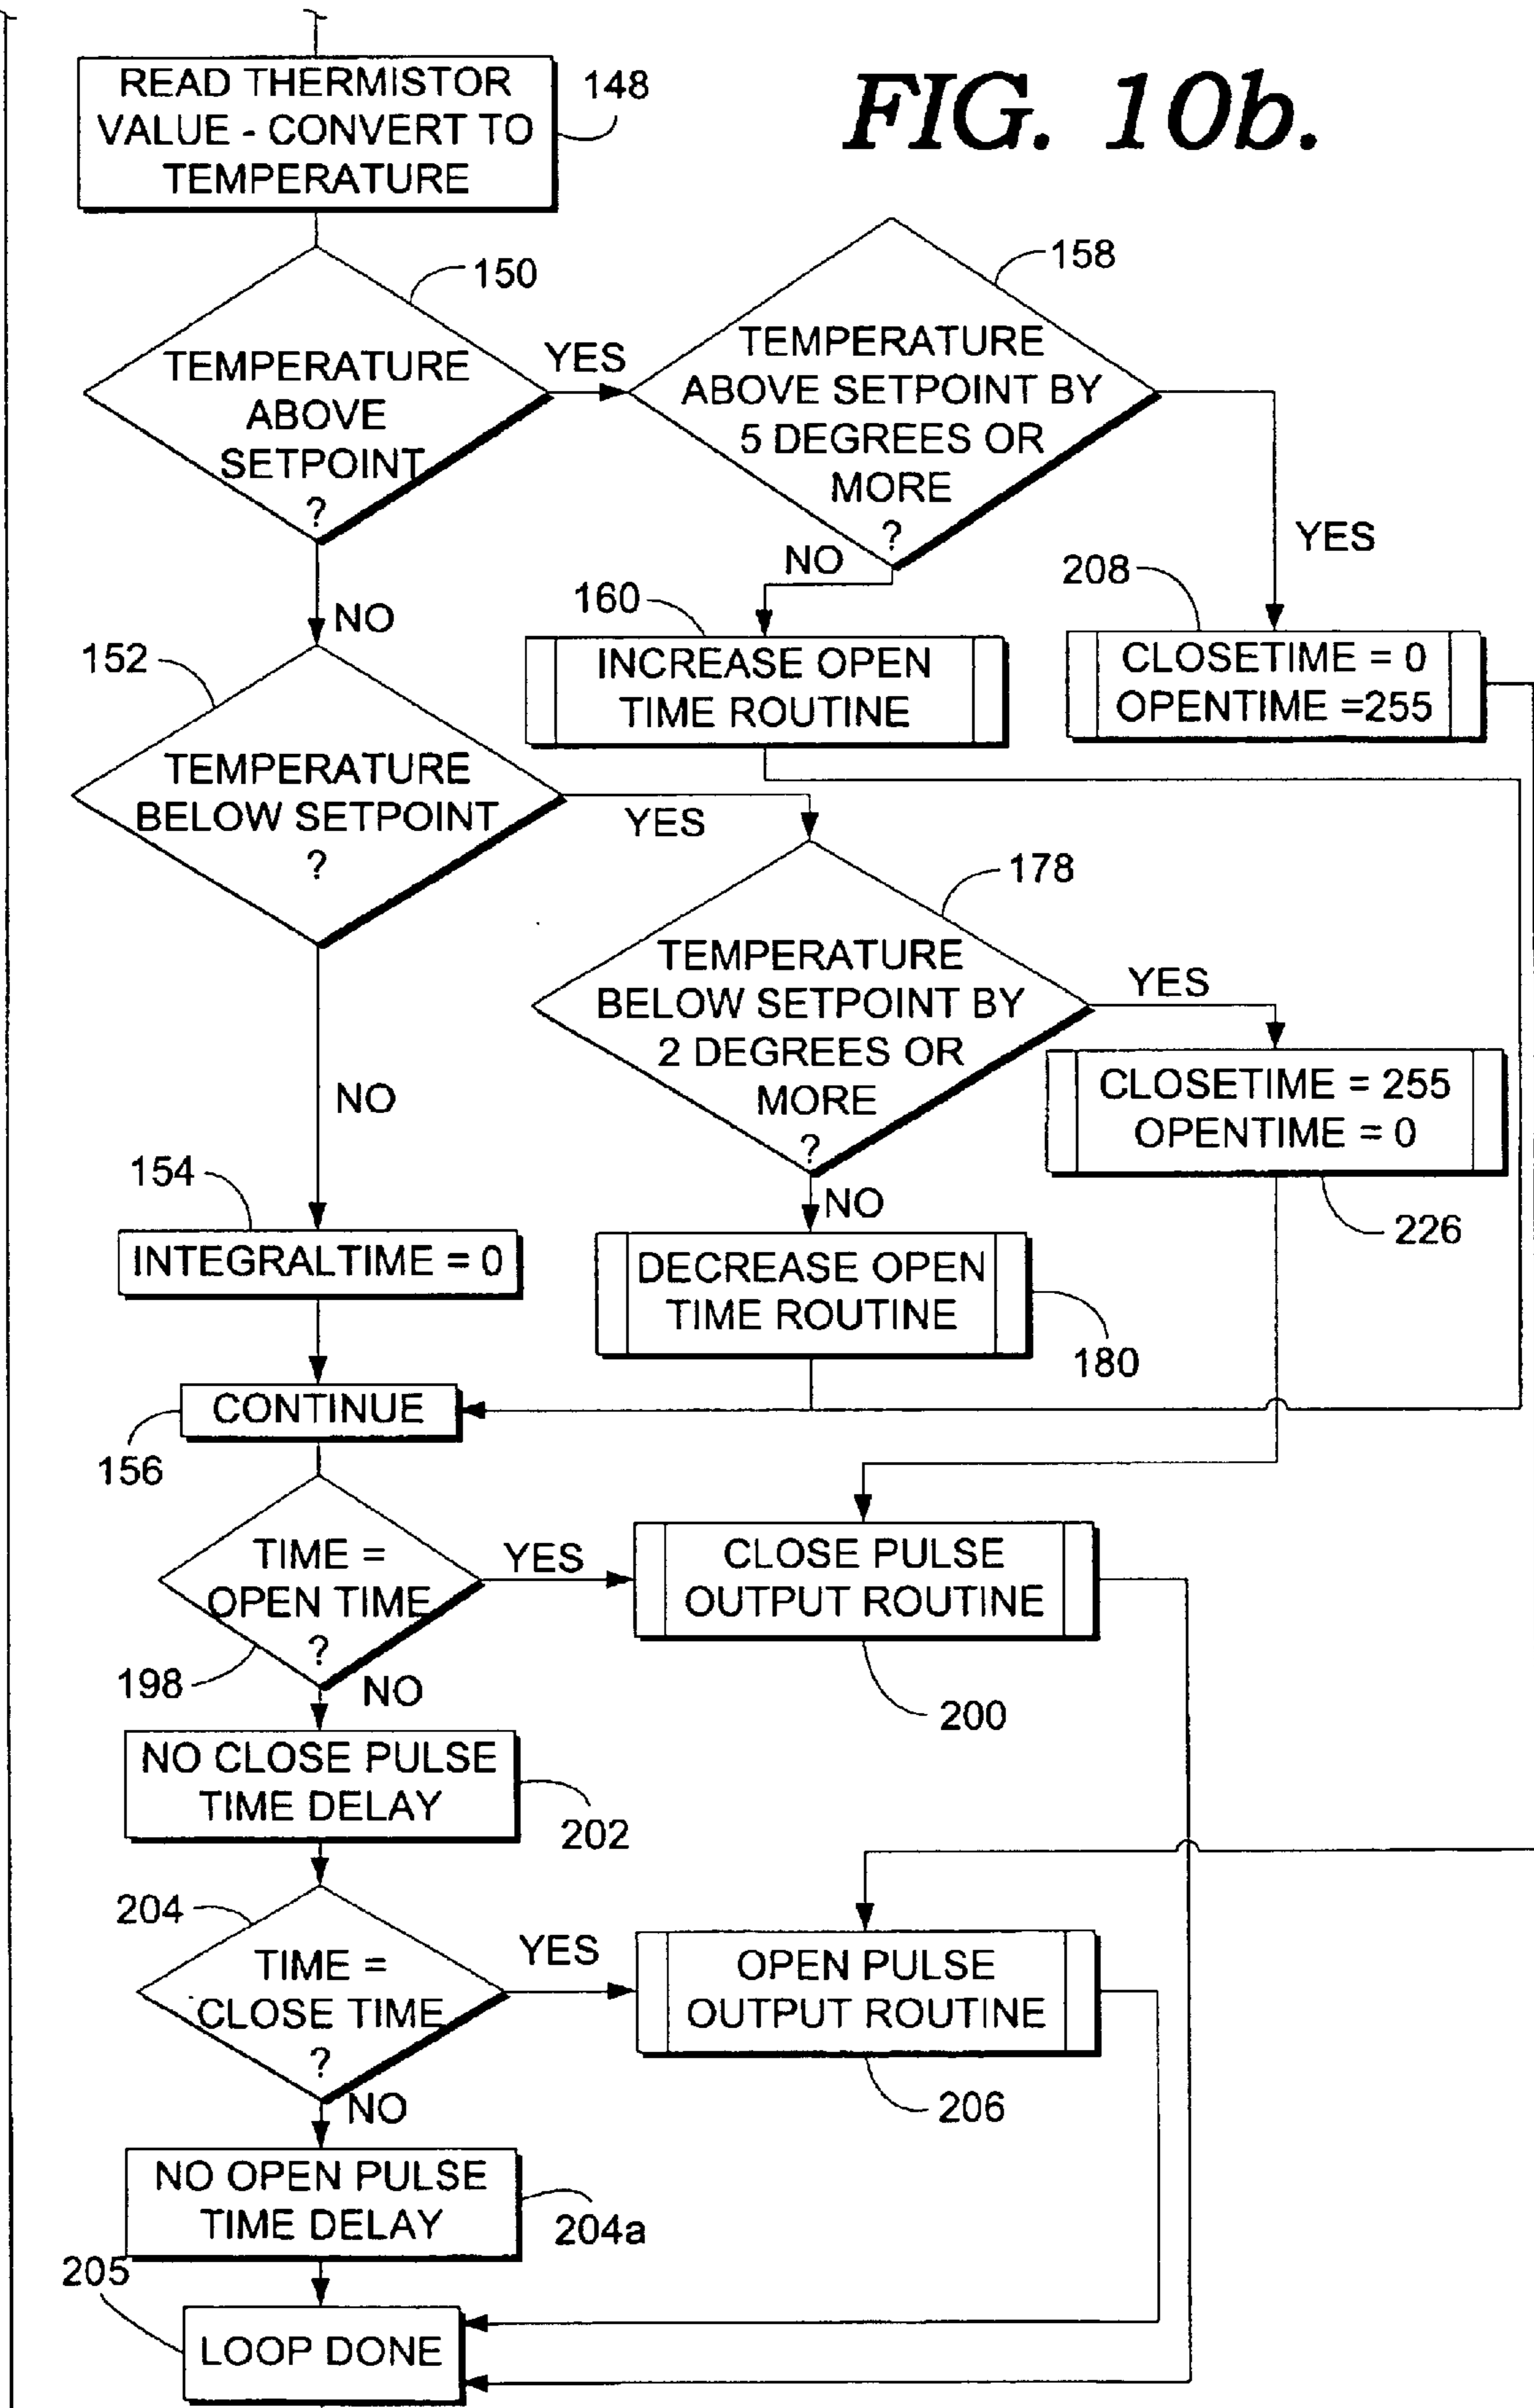 FIG. 10b.
READ THERMISTOR
VALUE - CONVERT TO
TEMPERATURE
148
150
TEMPERATURE
ABOVE
SETPOINT
?
YES
158
TEMPERATURE
ABOVE SETPOINT BY
5 DEGREES OR
MORE
?
YES
NO
NO
160
INCREASE OPEN
TIME ROUTINE
208
CLOSETIME = 0
OPENTIME =255
152
TEMPERATURE
BELOW SETPOINT
?
YES
178
TEMPERATURE
BELOW SETPOINT BY
2 DEGREES OR
MORE
?
YES
CLOSETIME = 255
OPENTIME = 0
226
NO
NO
154
INTEGRALTIME = 0
DECREASE OPEN
TIME ROUTINE
180
CONTINUE
156
TIME =
OPEN TIME
?
198
YES
CLOSE PULSE
OUTPUT ROUTINE
200
NO
NO CLOSE PULSE
TIME DELAY
202
204
TIME =
CLOSE TIME
?
YES
OPEN PULSE
OUTPUT ROUTINE
206
NO
NO OPEN PULSE
TIME DELAY
204a
205
LOOP DONE